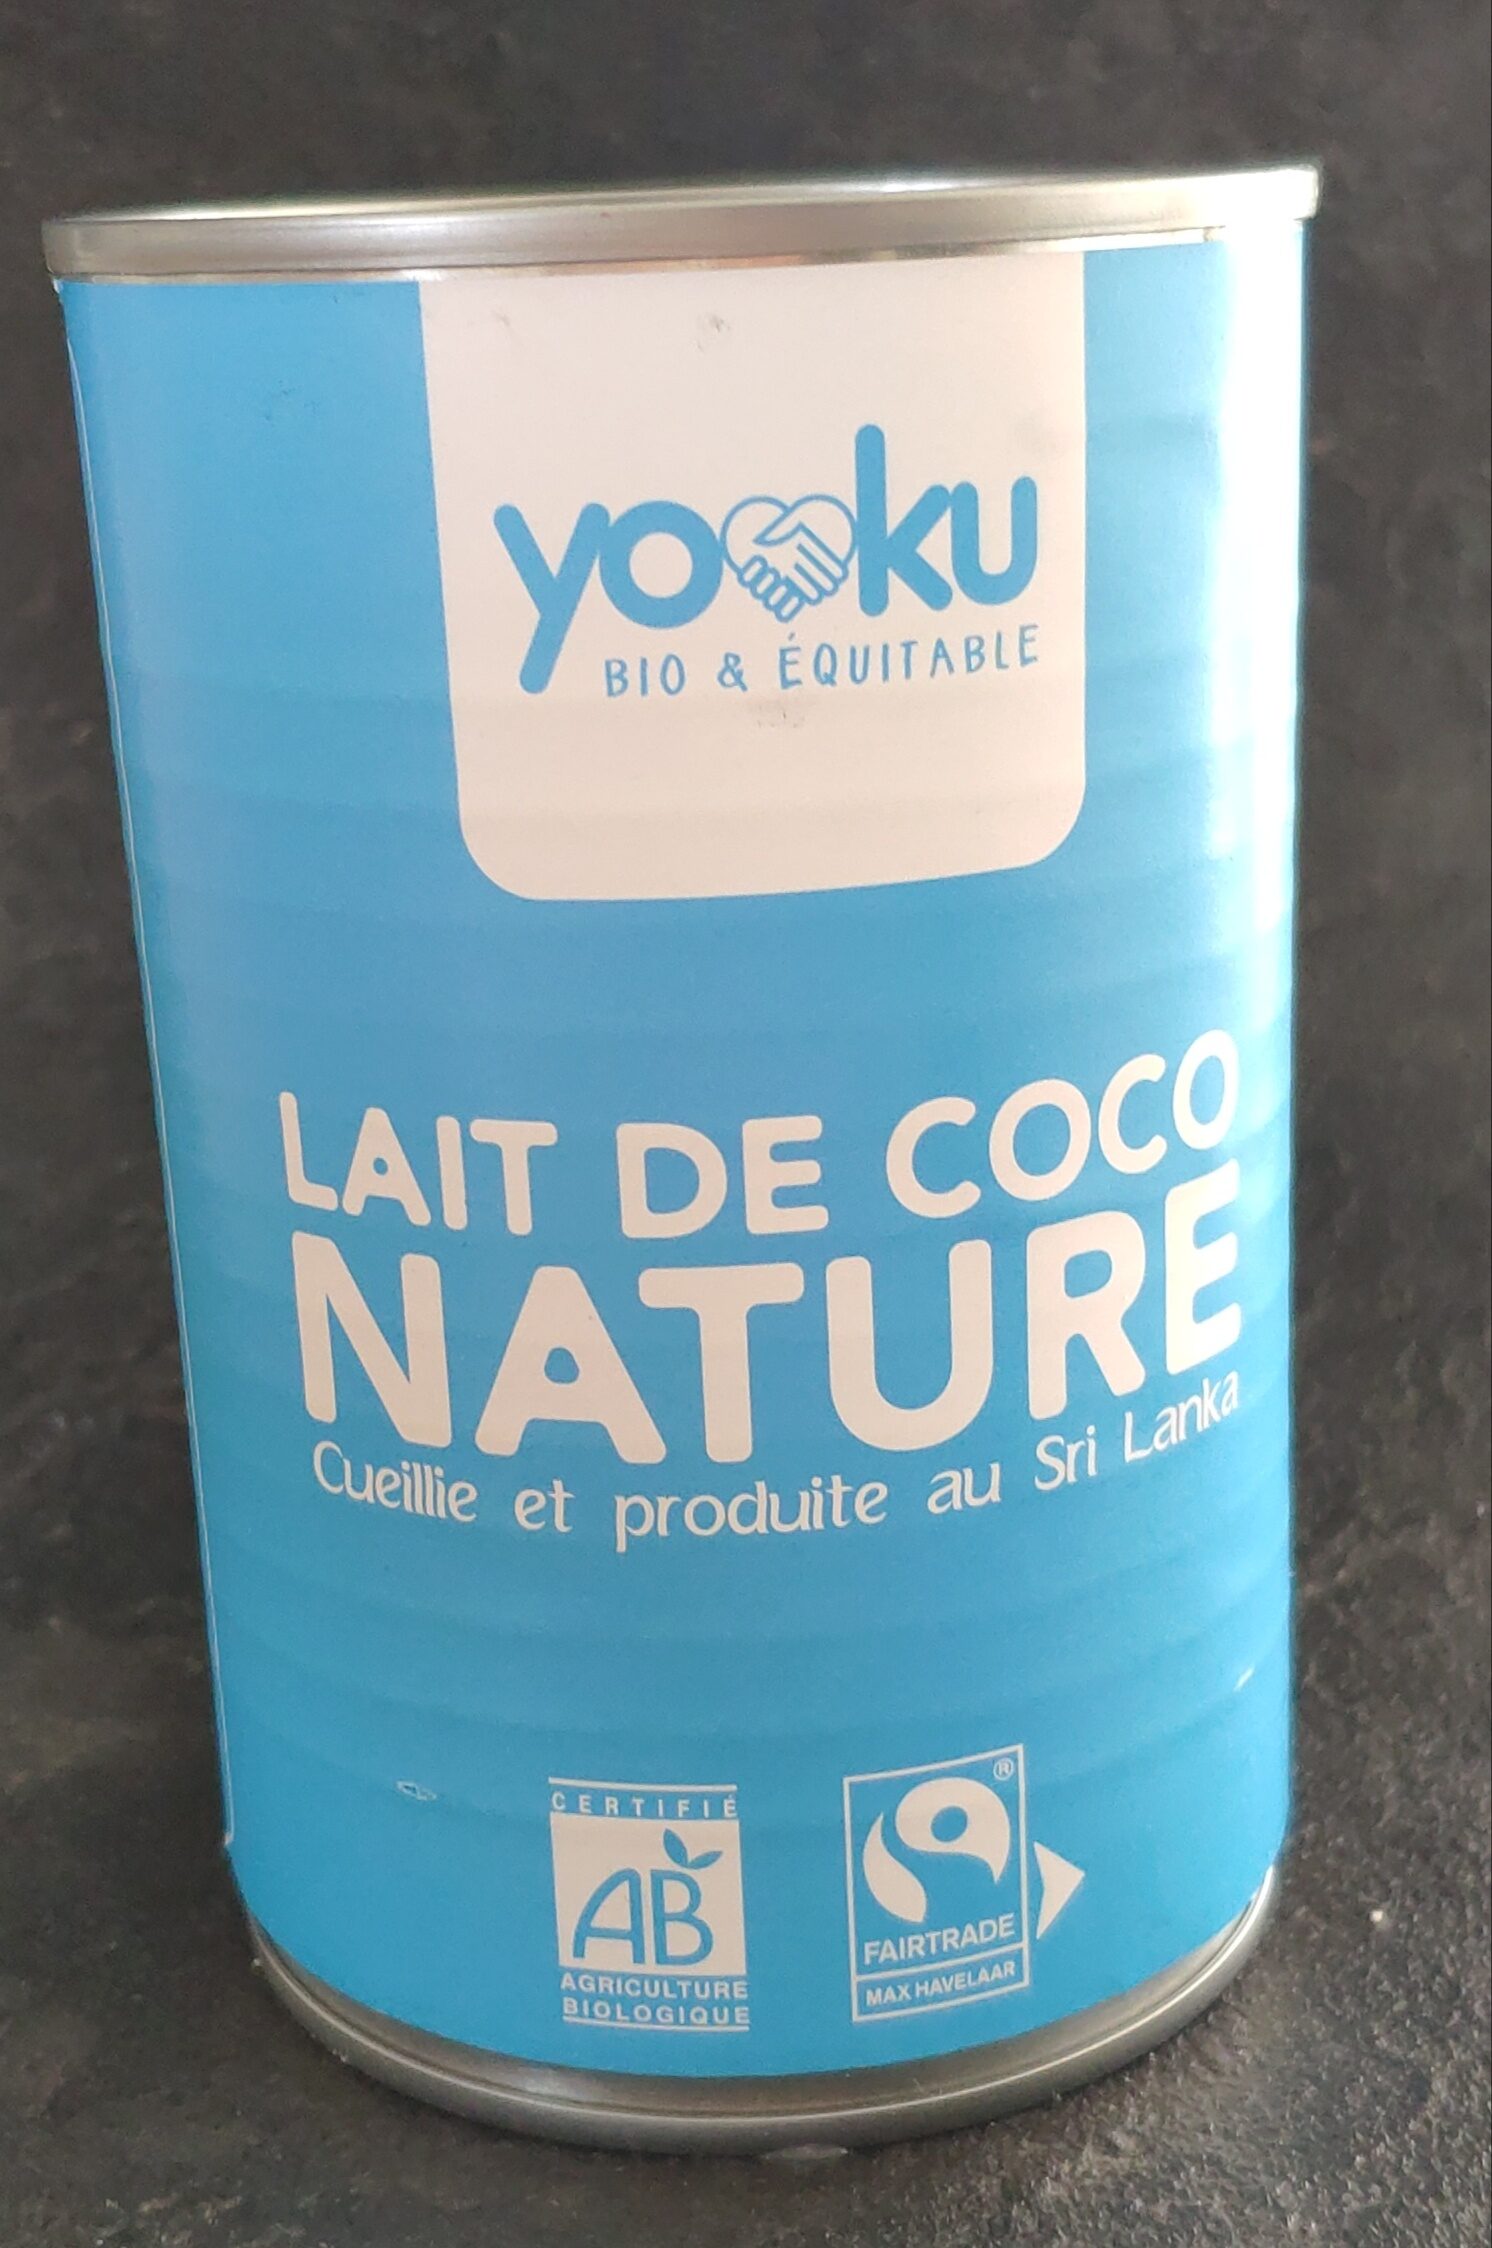 yooku
BIO & ÉQUITABLE
LAIT DE COCO
NATURE
Cueillie et produite au Sri Lanka
CERTIFIÉ
AB
AGRICULTURE
BIOLOGIQUE
®
FAIRTRADE
MAX HAVELAAR